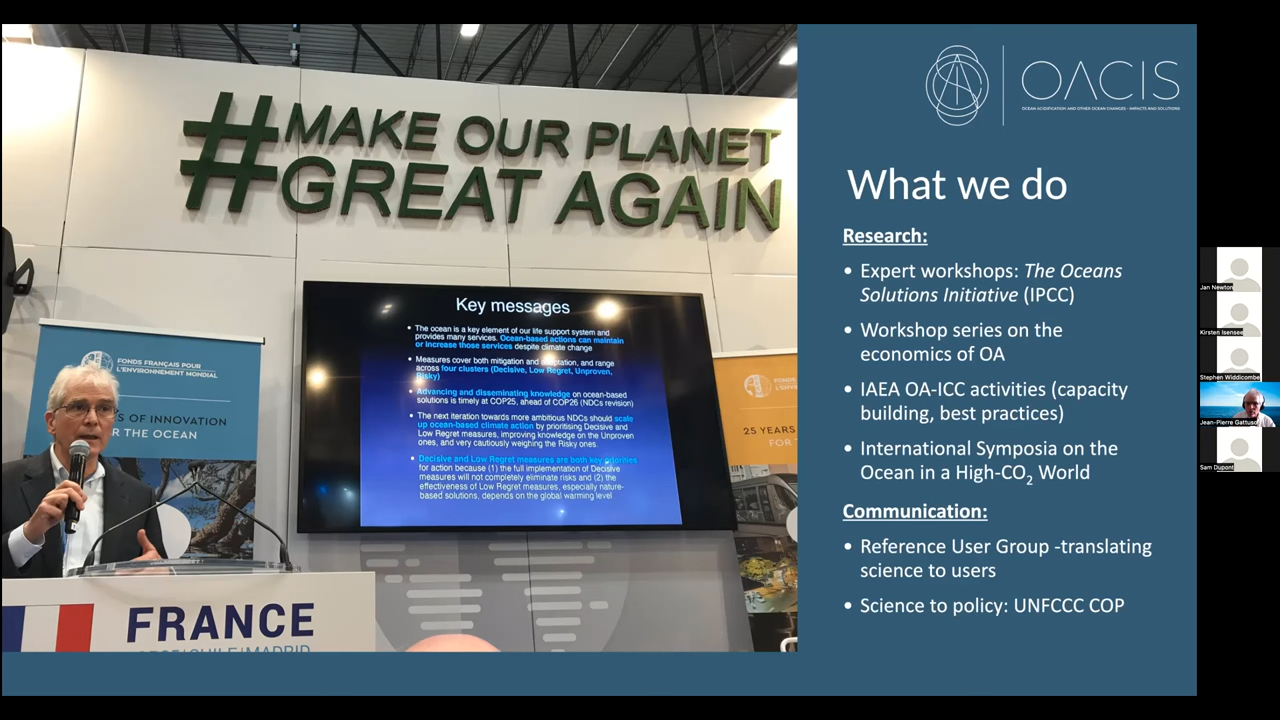 #MAKE OUR PLANET
GREAT AGAIN
Key messages
• The ocean is a key element of our life support system and
provides many services. Ocean-based actions can maintain
or increase those services despite climate change
• Measures cover both mitigation and adaptation, and range
across four clusters (Decisive, Low Regret, Unproven,
Risky)
• Advancing and disseminating knowledge on ocean-based
solutions is timely at COP25, ahead of COP26 (NDCs revision)
• The next iteration towards more ambitious NDCs should scale
up ocean-based climate action by prioritising Decisive and
Low Regret measures, improving knowledge on the Unproven
ones, and very cautiously weighing the Risky ones.
• Decisive and Low Regret measures are both key priorities
for action because (1) the full implementation of Decisive
measures will not completely eliminate risks and (2) the
effectiveness of Low Regret measures, especially nature-
based solutions, depends on the global warming level
FONDS FRANÇAIS POUR
L'ENVIRONNEMENT MONDIAL
OF INNOVATION
THE OCEAN
FONDS
25 YEARS
FOR
FRANCE
OACIS
OCEAN ACIDIFICATION AND OTHER OCEAN CHANGES - IMPACTS AND SOLUTIONS
What we do
Research:
• Expert workshops: The Oceans
Solutions Initiative (IPCC)
• Workshop series on the
economics of OA
• IAEA OA-ICC activities (capacity
building, best practices)
• International Symposia on the
Ocean in a High-CO₂ World
Communication:
• Reference User Group -translating
science to users
• Science to policy: UNFCCC COP
Jan Newton
Kirsten Isensee
Stephen Widdicombe
Jean-Pierre Gattuso
Sam Dupont